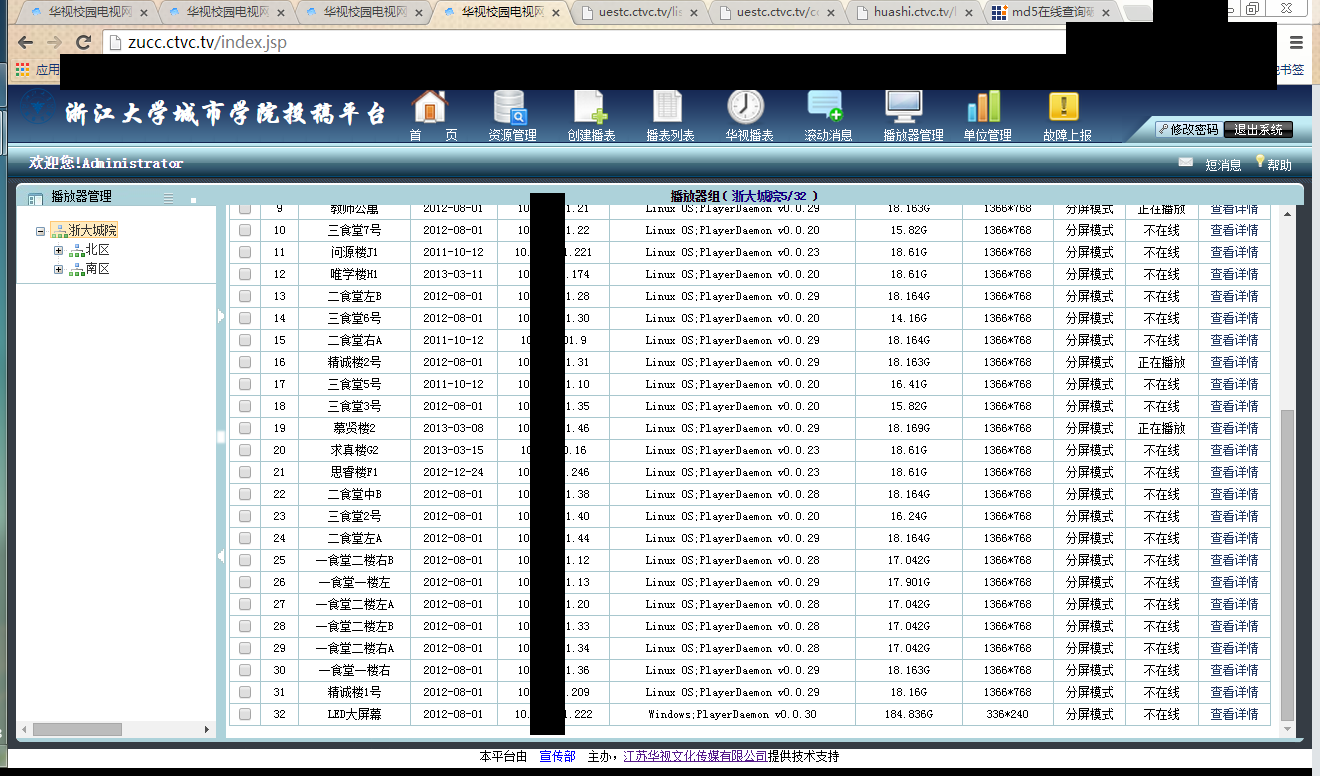 华视校园电视网 × 华视校园电视网 × 华视校园电视网 × 华视校园电视网 × uestc.ctvc.tv/lis × uestc.ctvc.tv/c × huashi.ctvc.tv/ × md5在线查询破 ×
zucc.ctvc.tv/index.jsp
应用
书签
浙江大学城市学院投稿平台
首 页 资源管理 创建播表 播表列表 华视播表 滚动消息 播放器管理 单位管理 故障上报
修改密码 退出系统
欢迎您!Administrator
短消息 帮助
播放器管理
浙大城院
北区
南区
播放器组( 浙大城院5/32 )
9 教师公寓 2012-08-01 10. .21 Linux OS;PlayerDaemon v0.0.29 18.163G 1366*768 分屏模式 正在播放 查看详情
10 三食堂7号 2012-08-01 10 1.22 Linux OS;PlayerDaemon v0.0.20 15.82G 1366*768 分屏模式 不在线 查看详情
11 问源楼J1 2011-10-12 10. .221 Linux OS;PlayerDaemon v0.0.23 18.61G 1366*768 分屏模式 不在线 查看详情
12 唯学楼H1 2013-03-11 10. .174 Linux OS;PlayerDaemon v0.0.20 18.61G 1366*768 分屏模式 不在线 查看详情
13 二食堂左B 2012-08-01 10 1.28 Linux OS;PlayerDaemon v0.0.29 18.164G 1366*768 分屏模式 不在线 查看详情
14 三食堂6号 2012-08-01 10 1.30 Linux OS;PlayerDaemon v0.0.20 14.16G 1366*768 分屏模式 不在线 查看详情
15 二食堂右A 2011-10-12 10 01.9 Linux OS;PlayerDaemon v0.0.29 18.164G 1366*768 分屏模式 不在线 查看详情
16 精诚楼2号 2012-08-01 10 1.31 Linux OS;PlayerDaemon v0.0.29 18.163G 1366*768 分屏模式 正在播放 查看详情
17 三食堂5号 2011-10-12 10 1.10 Linux OS;PlayerDaemon v0.0.20 16.41G 1366*768 分屏模式 不在线 查看详情
18 三食堂3号 2012-08-01 10 1.35 Linux OS;PlayerDaemon v0.0.20 15.82G 1366*768 分屏模式 不在线 查看详情
19 慕贤楼2 2013-03-08 10 1.46 Linux OS;PlayerDaemon v0.0.29 18.169G 1366*768 分屏模式 正在播放 查看详情
20 求真楼G2 2013-03-15 10 0.16 Linux OS;PlayerDaemon v0.0.23 18.61G 1366*768 分屏模式 不在线 查看详情
21 思睿楼F1 2012-12-24 10 .246 Linux OS;PlayerDaemon v0.0.23 18.61G 1366*768 分屏模式 不在线 查看详情
22 二食堂中B 2012-08-01 10 1.38 Linux OS;PlayerDaemon v0.0.28 18.164G 1366*768 分屏模式 不在线 查看详情
23 三食堂2号 2012-08-01 10 1.40 Linux OS;PlayerDaemon v0.0.20 16.24G 1366*768 分屏模式 不在线 查看详情
24 二食堂左A 2012-08-01 10 1.44 Linux OS;PlayerDaemon v0.0.29 18.164G 1366*768 分屏模式 不在线 查看详情
25 一食堂二楼右B 2012-08-01 10 1.12 Linux OS;PlayerDaemon v0.0.28 17.042G 1366*768 分屏模式 不在线 查看详情
26 一食堂一楼左 2012-08-01 10 1.13 Linux OS;PlayerDaemon v0.0.29 17.901G 1366*768 分屏模式 不在线 查看详情
27 一食堂二楼左A 2012-08-01 10 1.20 Linux OS;PlayerDaemon v0.0.28 17.042G 1366*768 分屏模式 不在线 查看详情
28 一食堂二楼左B 2012-08-01 10 1.33 Linux OS;PlayerDaemon v0.0.28 17.042G 1366*768 分屏模式 不在线 查看详情
29 一食堂二楼右A 2012-08-01 10 1.34 Linux OS;PlayerDaemon v0.0.28 17.042G 1366*768 分屏模式 不在线 查看详情
30 一食堂一楼右 2012-08-01 10 1.36 Linux OS;PlayerDaemon v0.0.29 18.163G 1366*768 分屏模式 不在线 查看详情
31 精诚楼1号 2012-08-01 10 .209 Linux OS;PlayerDaemon v0.0.29 18.16G 1366*768 分屏模式 不在线 查看详情
32 LED大屏幕 2012-08-01 10. 1.222 Windows;PlayerDaemon v0.0.30 184.836G 336*240 分屏模式 不在线 查看详情
本平台由 宣传部 主办，江苏华视文化传媒有限公司提供技术支持